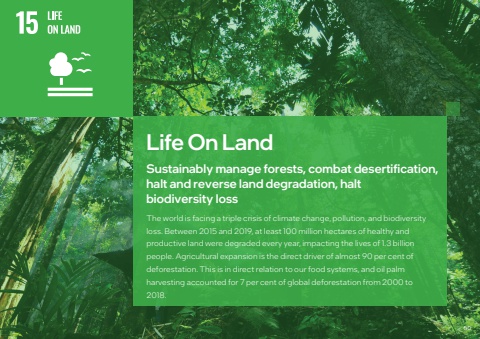 15 LIFE
ON LAND
Life On Land
Sustainably manage forests, combat desertification,
halt and reverse land degradation, halt
biodiversity loss
The world is facing a triple crisis of climate change, pollution, and biodiversity
loss. Between 2015 and 2019, at least 100 million hectares of healthy and
productive land were degraded every year, impacting the lives of 1.3 billion
people. Agricultural expansion is the direct driver of almost 90 per cent of
deforestation. This is in direct relation to our food systems, and oil palm
harvesting accounted for 7 per cent of global deforestation from 2000 to
2018.